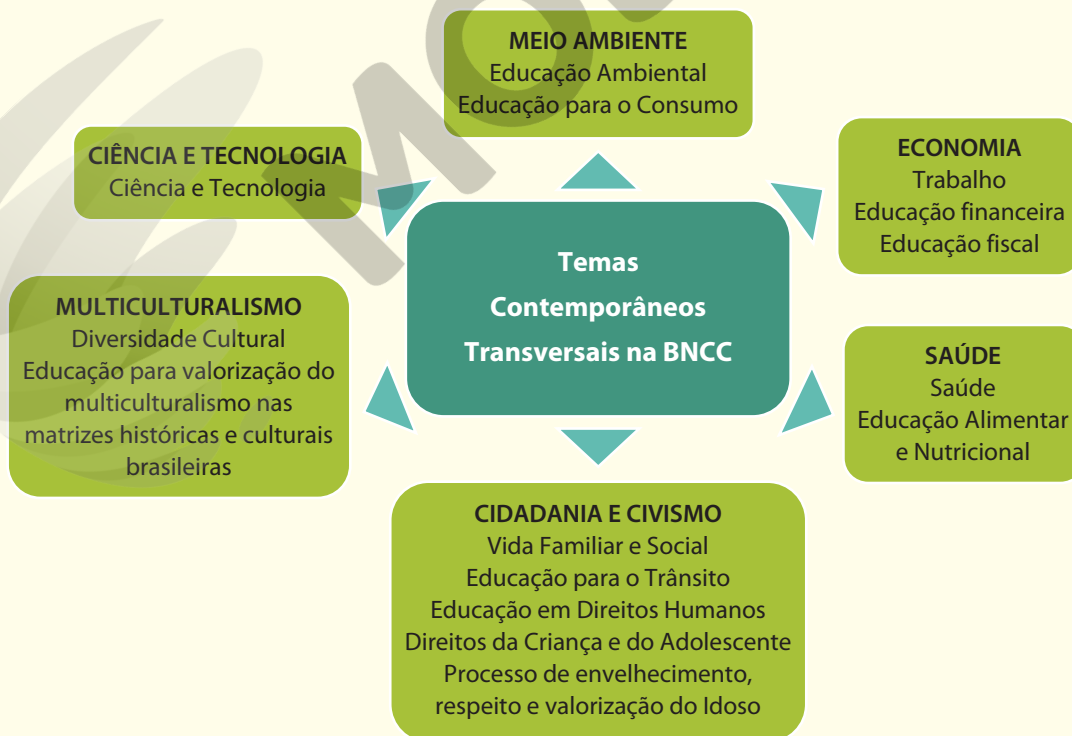 MEIO AMBIENTE
Educação Ambiental
Educação para o Consumo
CIÊNCIA E TECNOLOGIA
Ciência e Tecnologia
ECONOMIA
Trabalho
Educação financeira
Educação fiscal
Temas
Contemporâneos
Transversais na BNCC
MULTICULTURALISMO
Diversidade Cultural
Educação para valorização do
multiculturalismo nas
matrizes históricas e culturais
brasileiras
SAÚDE
Saúde
Educação Alimentar
e Nutricional
CIDADANIA E CIVISMO
Vida Familiar e Social
Educação para o Trânsito
Educação em Direitos Humanos
Direitos da Criança e do Adolescente
Processo de envelhecimento,
respeito e valorização do Idoso